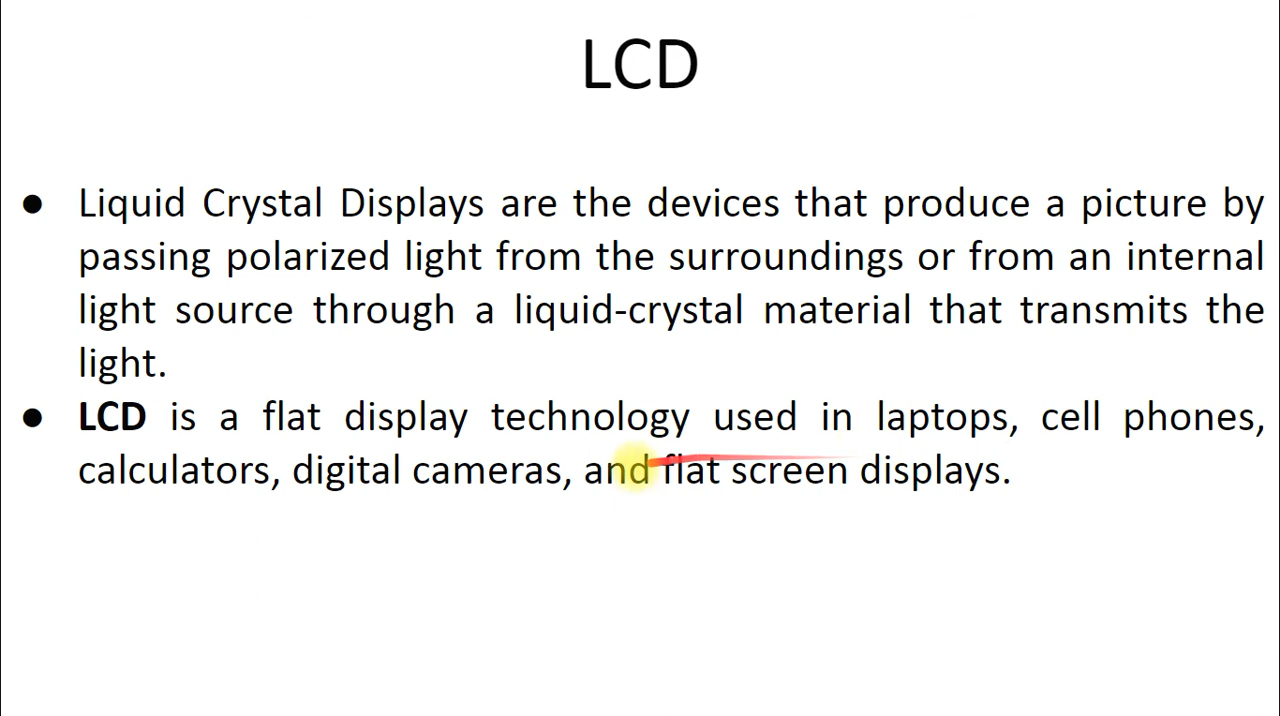 LCD
● Liquid Crystal Displays are the devices that produce a picture by
passing polarized light from the surroundings or from an internal
light source through a liquid-crystal material that transmits the
light.
● LCD is a flat display technology used in laptops, cell phones,
calculators, digital cameras, and flat screen displays.